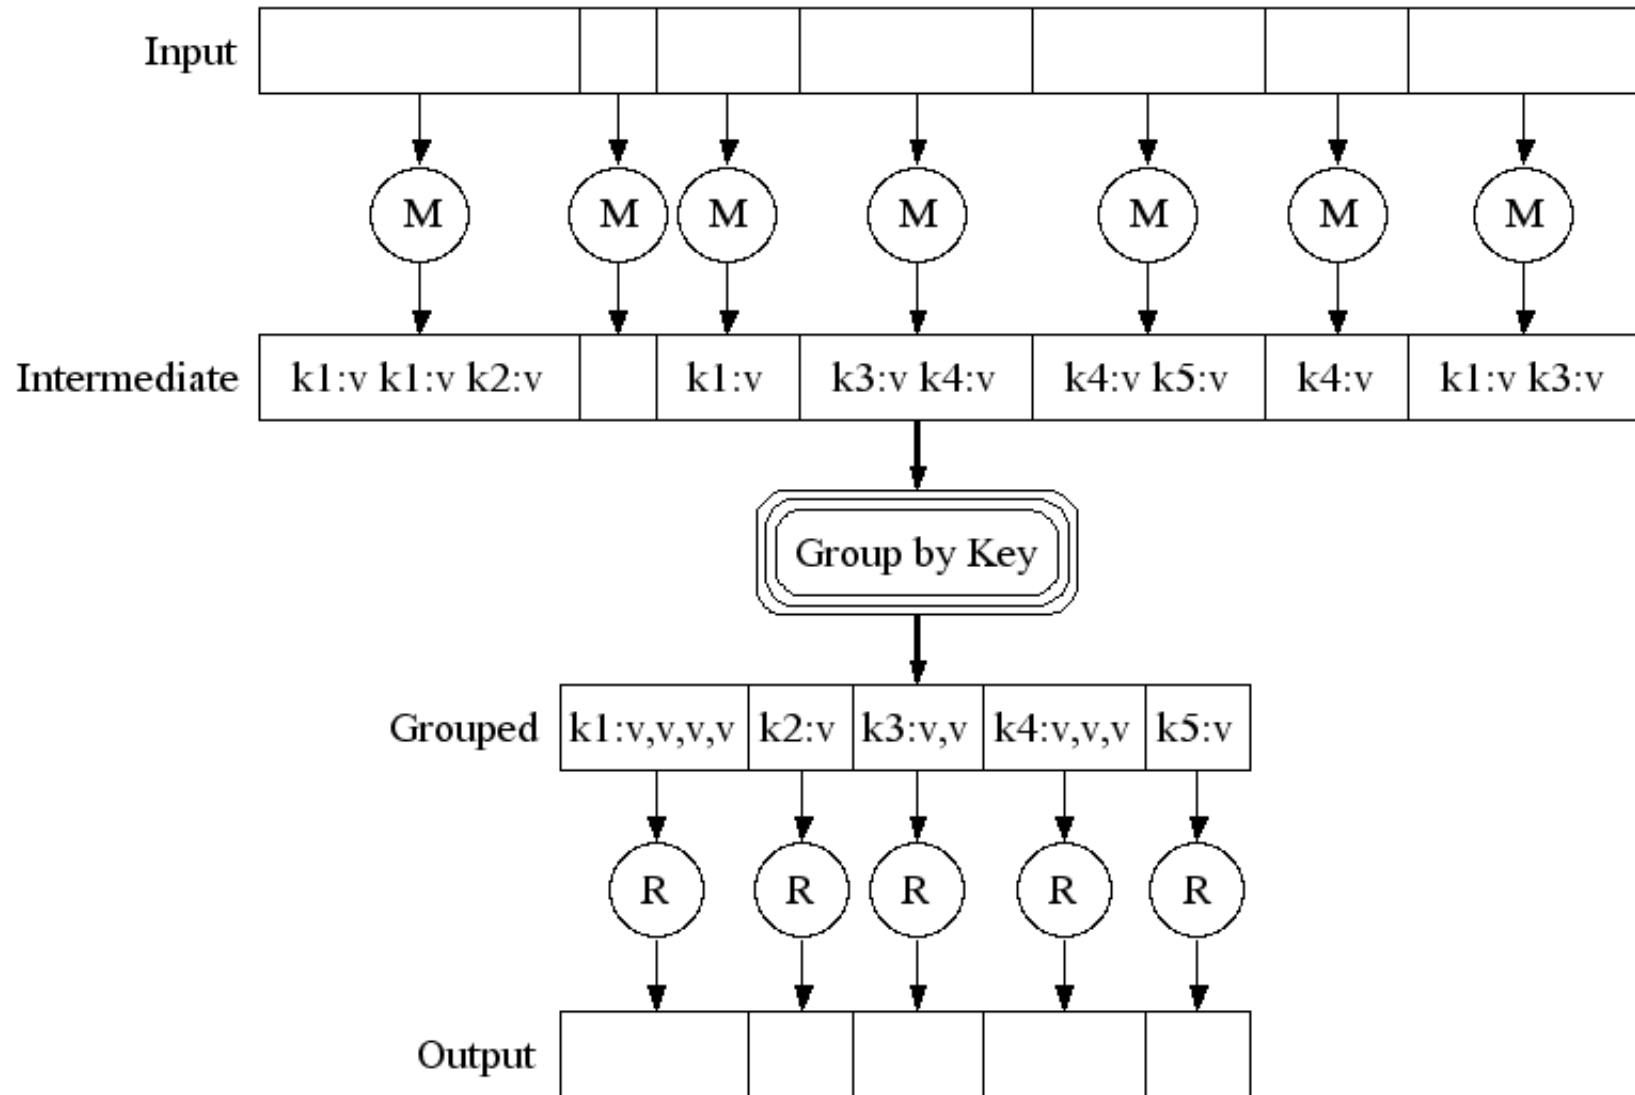 Input
M M M M M M M
Intermediate k1:v k1:v k2:v k1:v k3:v k4:v k4:v k5:v k4:v k1:v k3:v
Group by Key
Grouped k1:v,v,v,v k2:v k3:v,v k4:v,v,v k5:v
R R R R R
Output